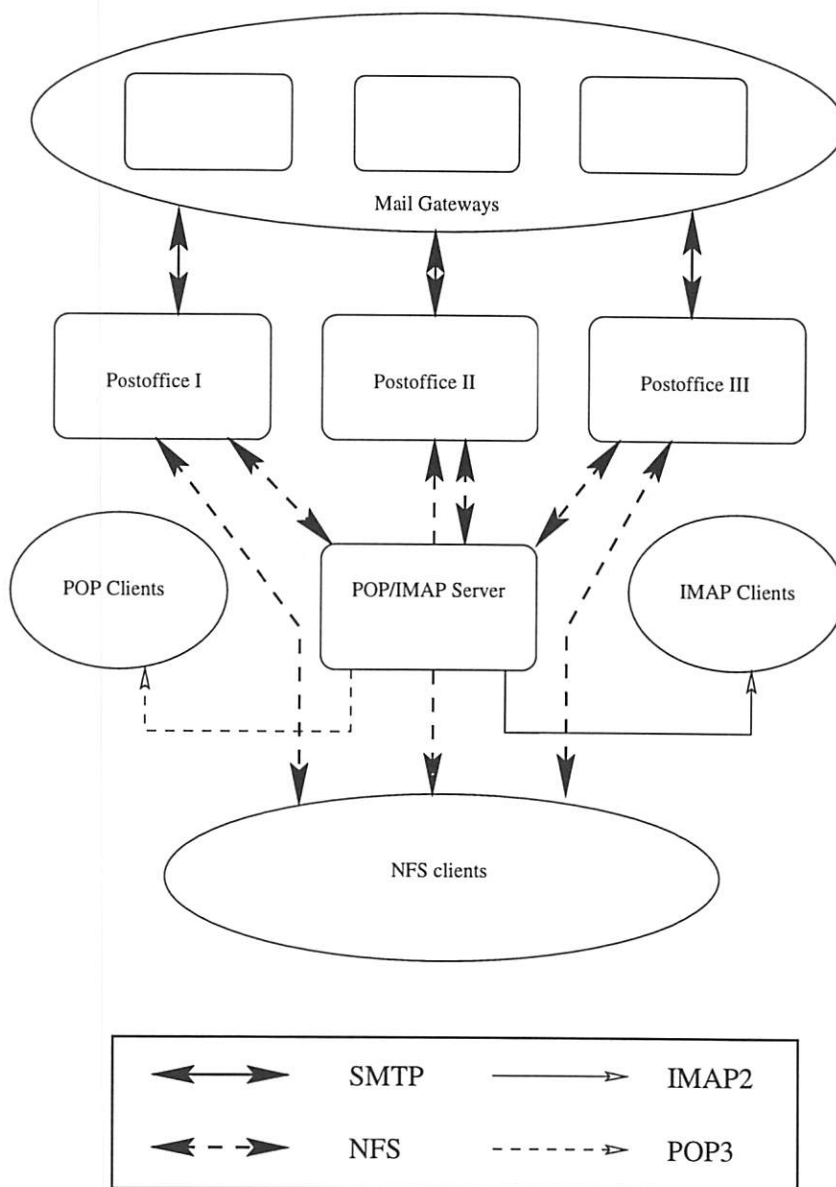 Mail Gateways
Postoffice I
Postoffice II
Postoffice III
POP Clients
POP/IMAP Server
IMAP Clients
NFS clients
SMTP
IMAP2
NFS
POP3